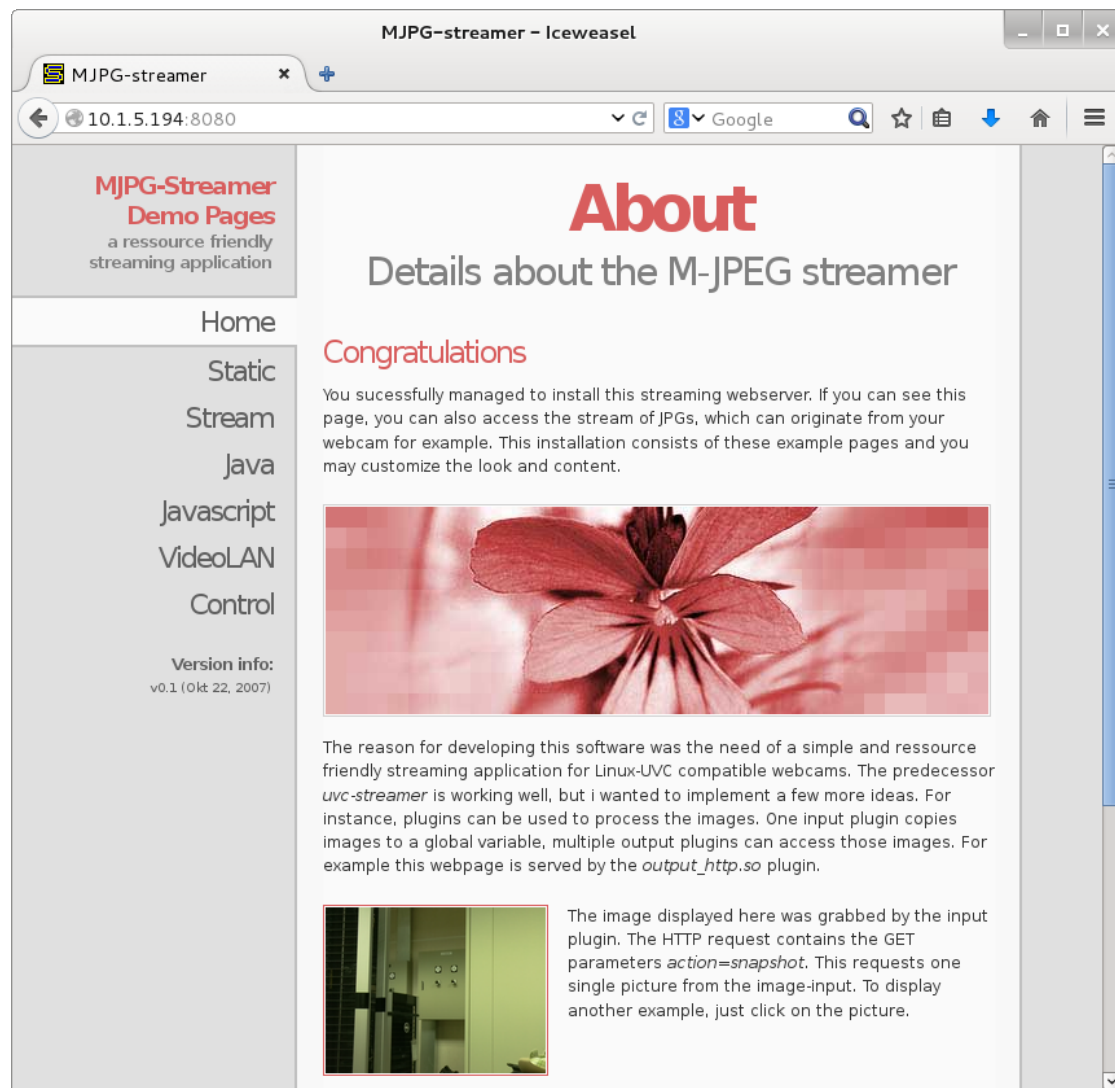 MJPG-streamer - Iceweasel
MJPG-streamer
10.1.5.194:8080
Google
MJPG-Streamer
Demo Pages
a ressource friendly
streaming application
Home
Static
Stream
Java
Javascript
VideoLAN
Control
Version info:
v0.1 (Okt 22, 2007)
About
Details about the M-JPEG streamer
Congratulations
You sucessfully managed to install this streaming webserver. If you can see this
page, you can also access the stream of JPGs, which can originate from your
webcam for example. This installation consists of these example pages and you
may customize the look and content.
The reason for developing this software was the need of a simple and ressource
friendly streaming application for Linux-UVC compatible webcams. The predecessor
uvc-streamer is working well, but i wanted to implement a few more ideas. For
instance, plugins can be used to process the images. One input plugin copies
images to a global variable, multiple output plugins can access those images. For
example this webpage is served by the output_http.so plugin.
The image displayed here was grabbed by the input
plugin. The HTTP request contains the GET
parameters action=snapshot. This requests one
single picture from the image-input. To display
another example, just click on the picture.